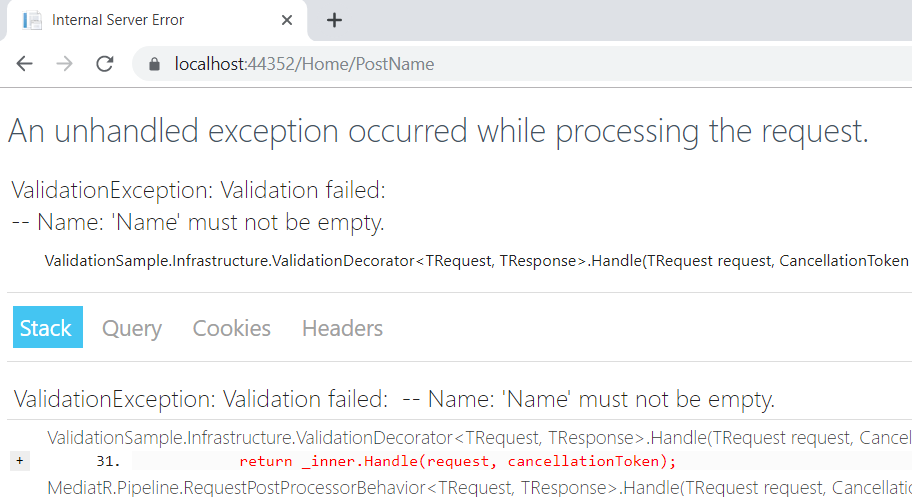 Internal Server Error
localhost:44352/Home/PostName
An unhandled exception occurred while processing the request.
ValidationException: Validation failed:
-- Name: 'Name' must not be empty.
ValidationSample.Infrastructure.ValidationDecorator<TRequest, TResponse>.Handle(TRequest request, CancellationToken
Stack Query Cookies Headers
ValidationException: Validation failed: -- Name: 'Name' must not be empty.
ValidationSample.Infrastructure.ValidationDecorator<TRequest, TResponse>.Handle(TRequest request, Cancel
+ 31. return _inner.Handle(request, cancellationToken);
MediatR.Pipeline.RequestPostProcessorBehavior<TRequest, TResponse>.Handle(TRequest request, Cancellatic